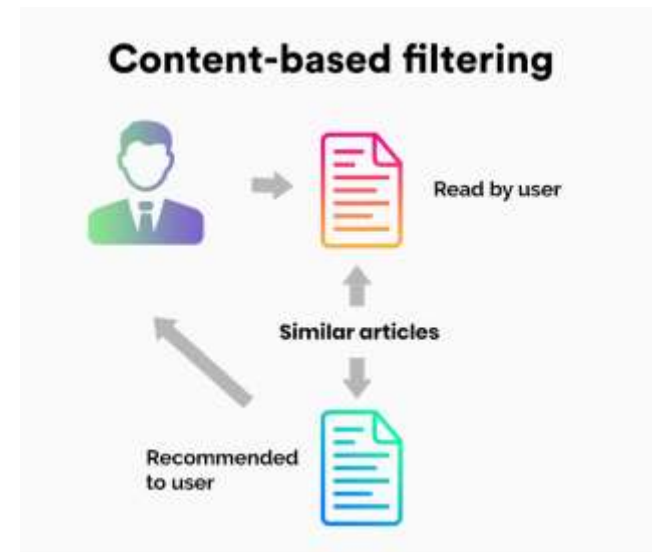 Content-based filtering
Read by user
Similar articles
Recommended
to user